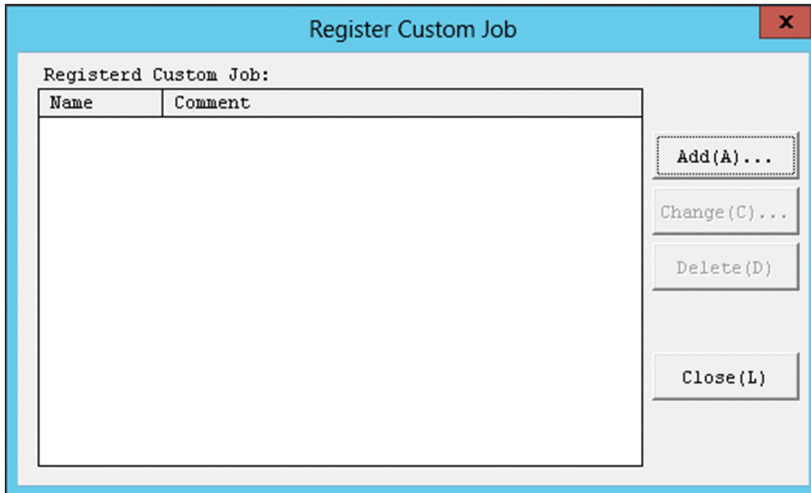 Register Custom Job
x
Registerd Custom Job:
Name Comment
Add(A)...
Change(C)...
Delete(D)
Close(L)